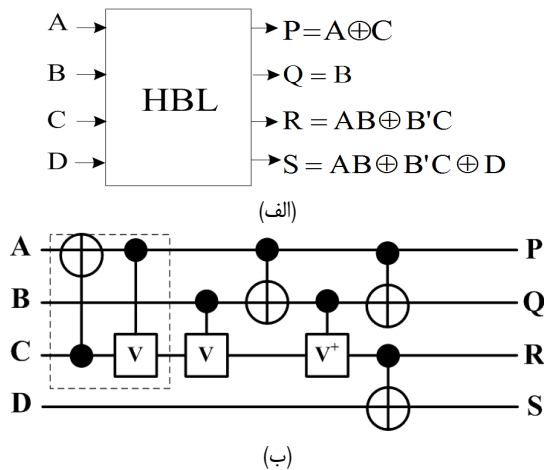 A P=A⊕C
B Q = B
HBL
C R = AB⊕B'C
D S = AB⊕B'C⊕D
(الف)
A P
B Q
C V V V⁺ R
D S
(ب)